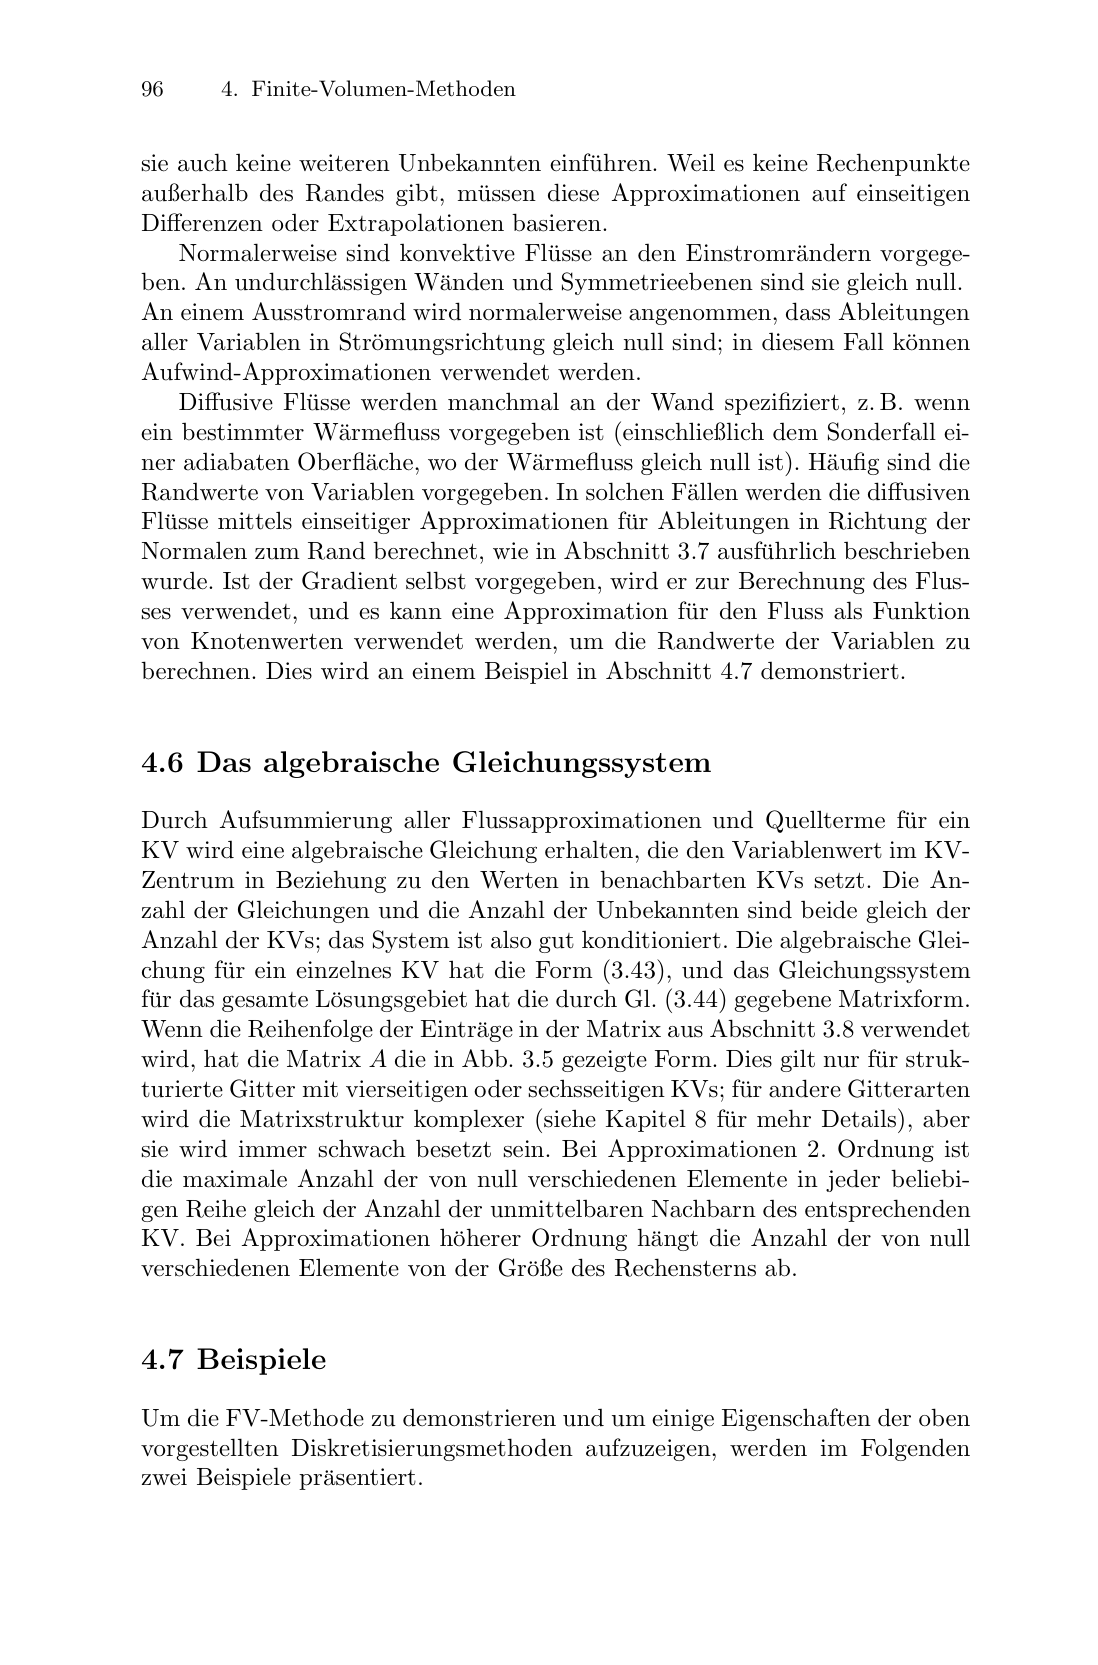 96 4. Finite-Volumen-Methoden
sie auch keine weiteren Unbekannten einführen. Weil es keine Rechenpunkte
außerhalb des Randes gibt, müssen diese Approximationen auf einseitigen
Differenzen oder Extrapolationen basieren.
Normalerweise sind konvektive Flüsse an den Einstromrändern vorgege-
ben. An undurchlässigen Wänden und Symmetrieebenen sind sie gleich null.
An einem Ausstromrand wird normalerweise angenommen, dass Ableitungen
aller Variablen in Strömungsrichtung gleich null sind; in diesem Fall können
Aufwind-Approximationen verwendet werden.
Diffusive Flüsse werden manchmal an der Wand spezifiziert, z. B. wenn
ein bestimmter Wärmefluss vorgegeben ist (einschließlich dem Sonderfall ei-
ner adiabaten Oberfläche, wo der Wärmefluss gleich null ist). Häufig sind die
Randwerte von Variablen vorgegeben. In solchen Fällen werden die diffusiven
Flüsse mittels einseitiger Approximationen für Ableitungen in Richtung der
Normalen zum Rand berechnet, wie in Abschnitt 3.7 ausführlich beschrieben
wurde. Ist der Gradient selbst vorgegeben, wird er zur Berechnung des Flus-
ses verwendet, und es kann eine Approximation für den Fluss als Funktion
von Knotenwerten verwendet werden, um die Randwerte der Variablen zu
berechnen. Dies wird an einem Beispiel in Abschnitt 4.7 demonstriert.
4.6 Das algebraische Gleichungssystem
Durch Aufsummierung aller Flussapproximationen und Quellterme für ein
KV wird eine algebraische Gleichung erhalten, die den Variablenwert im KV-
Zentrum in Beziehung zu den Werten in benachbarten KVs setzt. Die An-
zahl der Gleichungen und die Anzahl der Unbekannten sind beide gleich der
Anzahl der KVs; das System ist also gut konditioniert. Die algebraische Glei-
chung für ein einzelnes KV hat die Form (3.43), und das Gleichungssystem
für das gesamte Lösungsgebiet hat die durch Gl. (3.44) gegebene Matrixform.
Wenn die Reihenfolge der Einträge in der Matrix aus Abschnitt 3.8 verwendet
wird, hat die Matrix A die in Abb. 3.5 gezeigte Form. Dies gilt nur für struk-
turierte Gitter mit vierseitigen oder sechsseitigen KVs; für andere Gitterarten
wird die Matrixstruktur komplexer (siehe Kapitel 8 für mehr Details), aber
sie wird immer schwach besetzt sein. Bei Approximationen 2. Ordnung ist
die maximale Anzahl der von null verschiedenen Elemente in jeder beliebi-
gen Reihe gleich der Anzahl der unmittelbaren Nachbarn des entsprechenden
KV. Bei Approximationen höherer Ordnung hängt die Anzahl der von null
verschiedenen Elemente von der Größe des Rechensterns ab.
4.7 Beispiele
Um die FV-Methode zu demonstrieren und um einige Eigenschaften der oben
vorgestellten Diskretisierungsmethoden aufzuzeigen, werden im Folgenden
zwei Beispiele präsentiert.